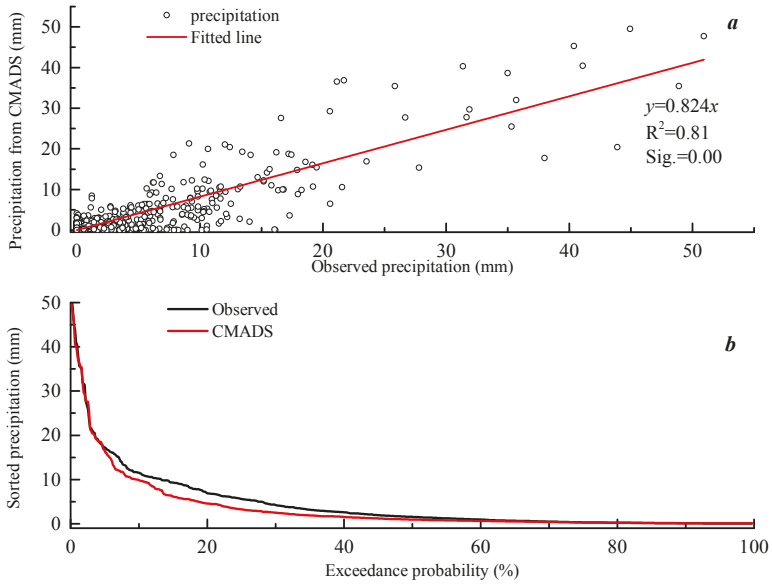 50
40
30
20
10
0
Precipitation from CMADS (mm)
precipitation
Fitted line
a
y=0.824x
R²=0.81
Sig.=0.00
0 10 20 30 40 50
Observed precipitation (mm)
50
40
30
20
10
0
Sorted precipitation (mm)
Observed
CMADS
b
0 20 40 60 80 100
Exceedance probability (%)